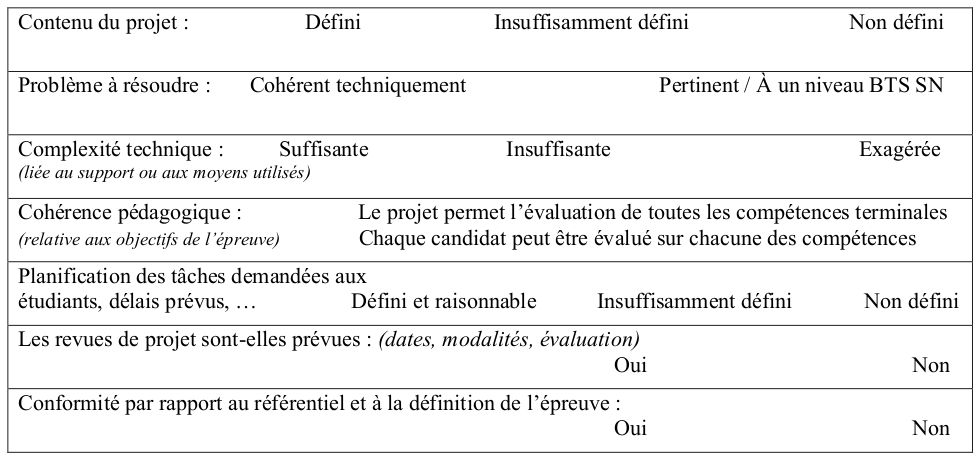 Contenu du projet : Défini Insuffisamment défini Non défini
Problème à résoudre : Cohérent techniquement Pertinent / À un niveau BTS SN
Complexité technique : Suffisante Insuffisante Exagérée
(liée au support ou aux moyens utilisés)
Cohérence pédagogique : Le projet permet l’évaluation de toutes les compétences terminales
(relative aux objectifs de l’épreuve) Chaque candidat peut être évalué sur chacune des compétences
Planification des tâches demandées aux
étudiants, délais prévus, … Défini et raisonnable Insuffisamment défini Non défini
Les revues de projet sont-elles prévues : (dates, modalités, évaluation)
Oui Non
Conformité par rapport au référentiel et à la définition de l’épreuve :
Oui Non